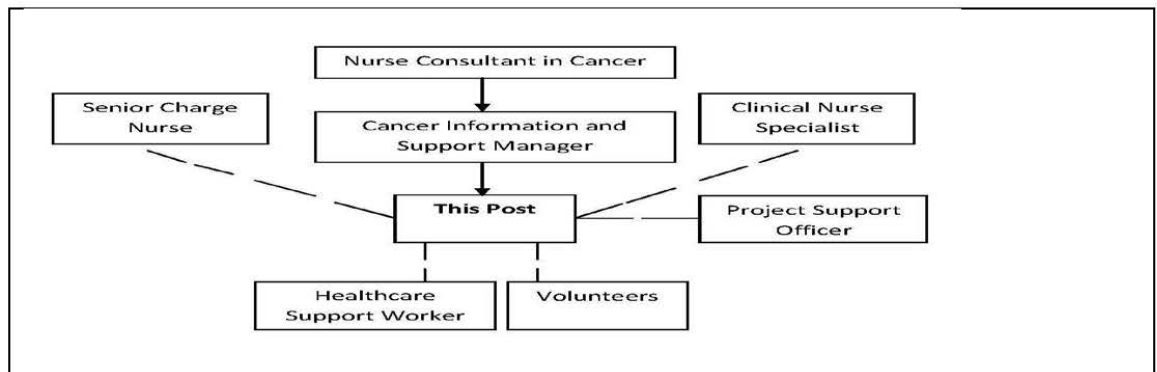 Nurse Consultant in Cancer
Senior Charge
Nurse
Cancer Information and
Support Manager
Clinical Nurse
Specialist
This Post
Project Support
Officer
Healthcare
Support Worker
Volunteers